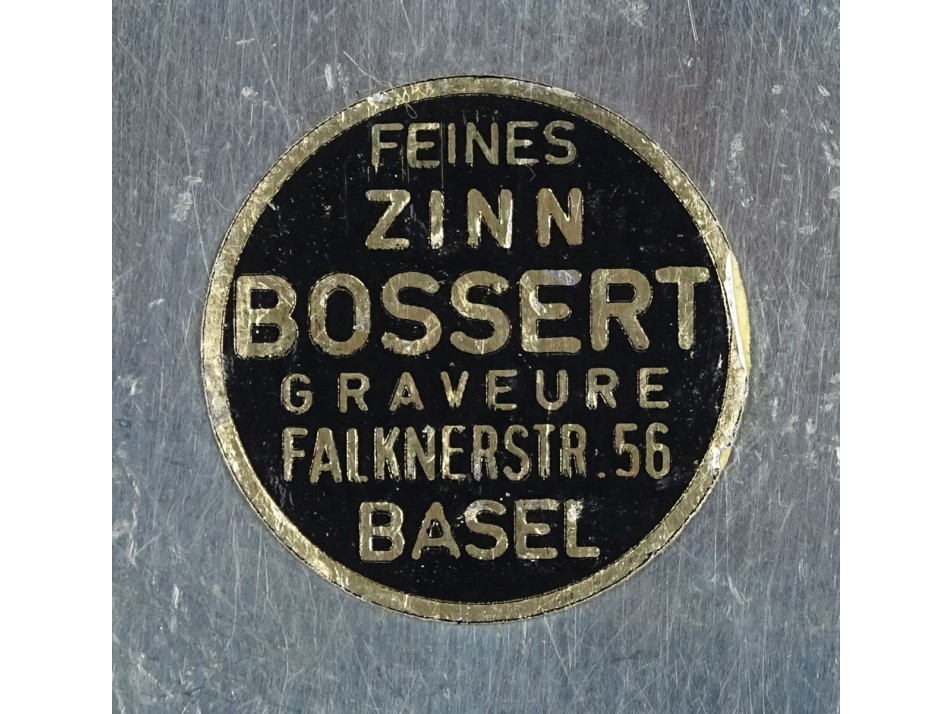 FEINES
ZINN
BOSSERT
GRAVEURE
FALKNERSTR. 56
BASEL